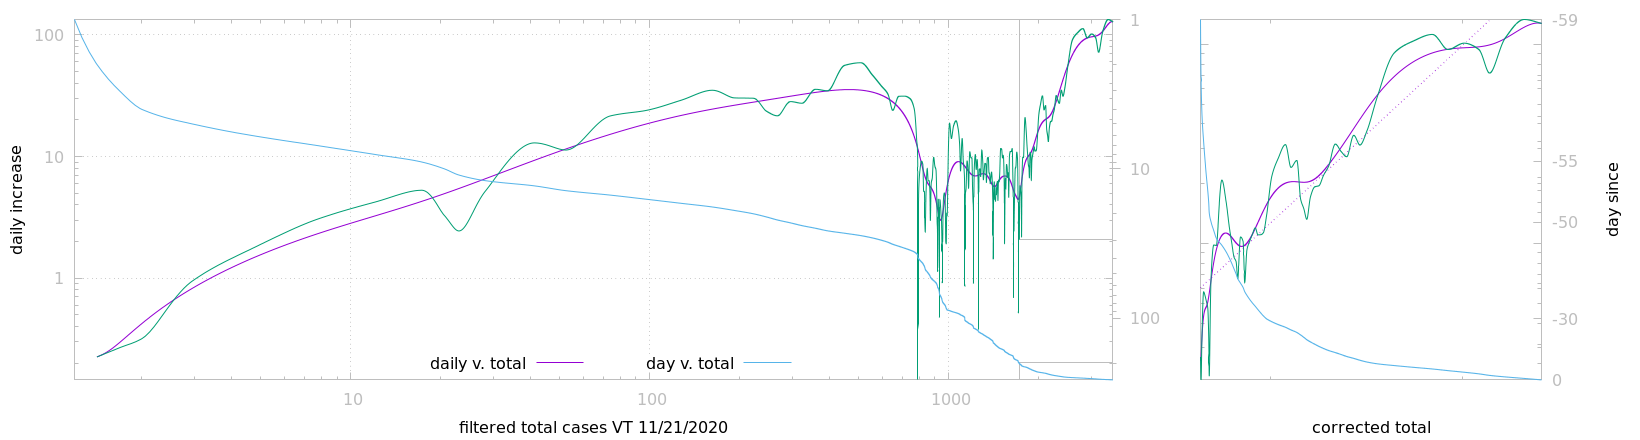 daily increase
100
10
1
1
10
100
daily v. total
day v. total
10
100
1000
filtered total cases VT 11/21/2020
-59
-55
-50
-30
0
day since
corrected total